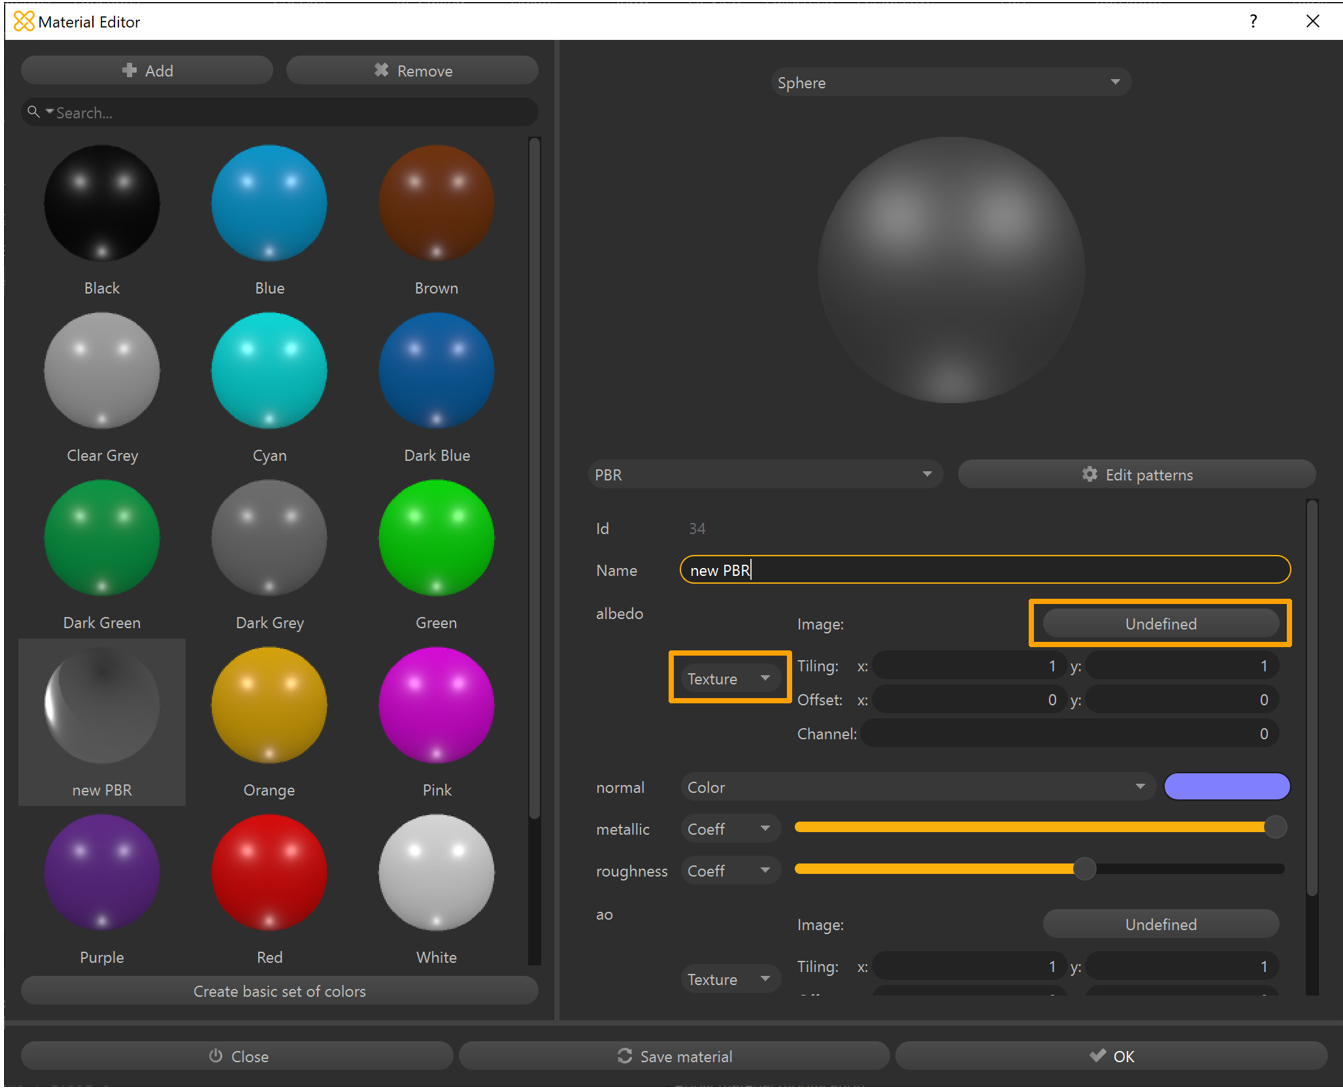 Material Editor
?
Add
Remove
Search...
Black
Blue
Brown
Clear Grey
Cyan
Dark Blue
Dark Green
Dark Grey
Green
new PBR
Orange
Pink
Purple
Red
White
Create basic set of colors
Sphere
PBR
Edit patterns
Id 34
Name new PBR
albedo
Image: Undefined
Texture
Tiling: x: 1 y: 1
Offset: x: 0 y: 0
Channel: 0
normal Color
metallic Coeff
roughness Coeff
ao
Image: Undefined
Tiling: x: 1 y: 1
Texture
Close
Save material
OK